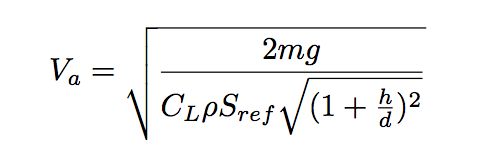 V_a = \sqrt{\frac{2mg}{C_L \rho S_{ref} \sqrt{(1 + \frac{h}{d})^2}}}